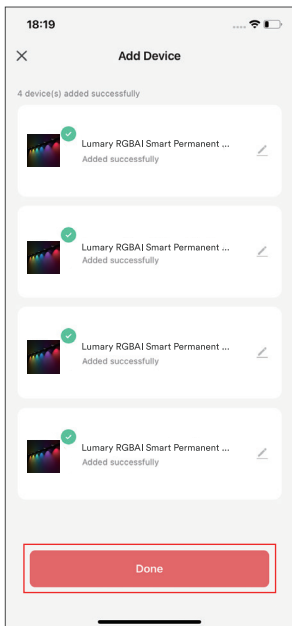 18:19
Add Device
4 device(s) added successfully
Lumary RGBAI Smart Permanent ...
Added successfully
Lumary RGBAI Smart Permanent ...
Added successfully
Lumary RGBAI Smart Permanent ...
Added successfully
Lumary RGBAI Smart Permanent ...
Added successfully
Done